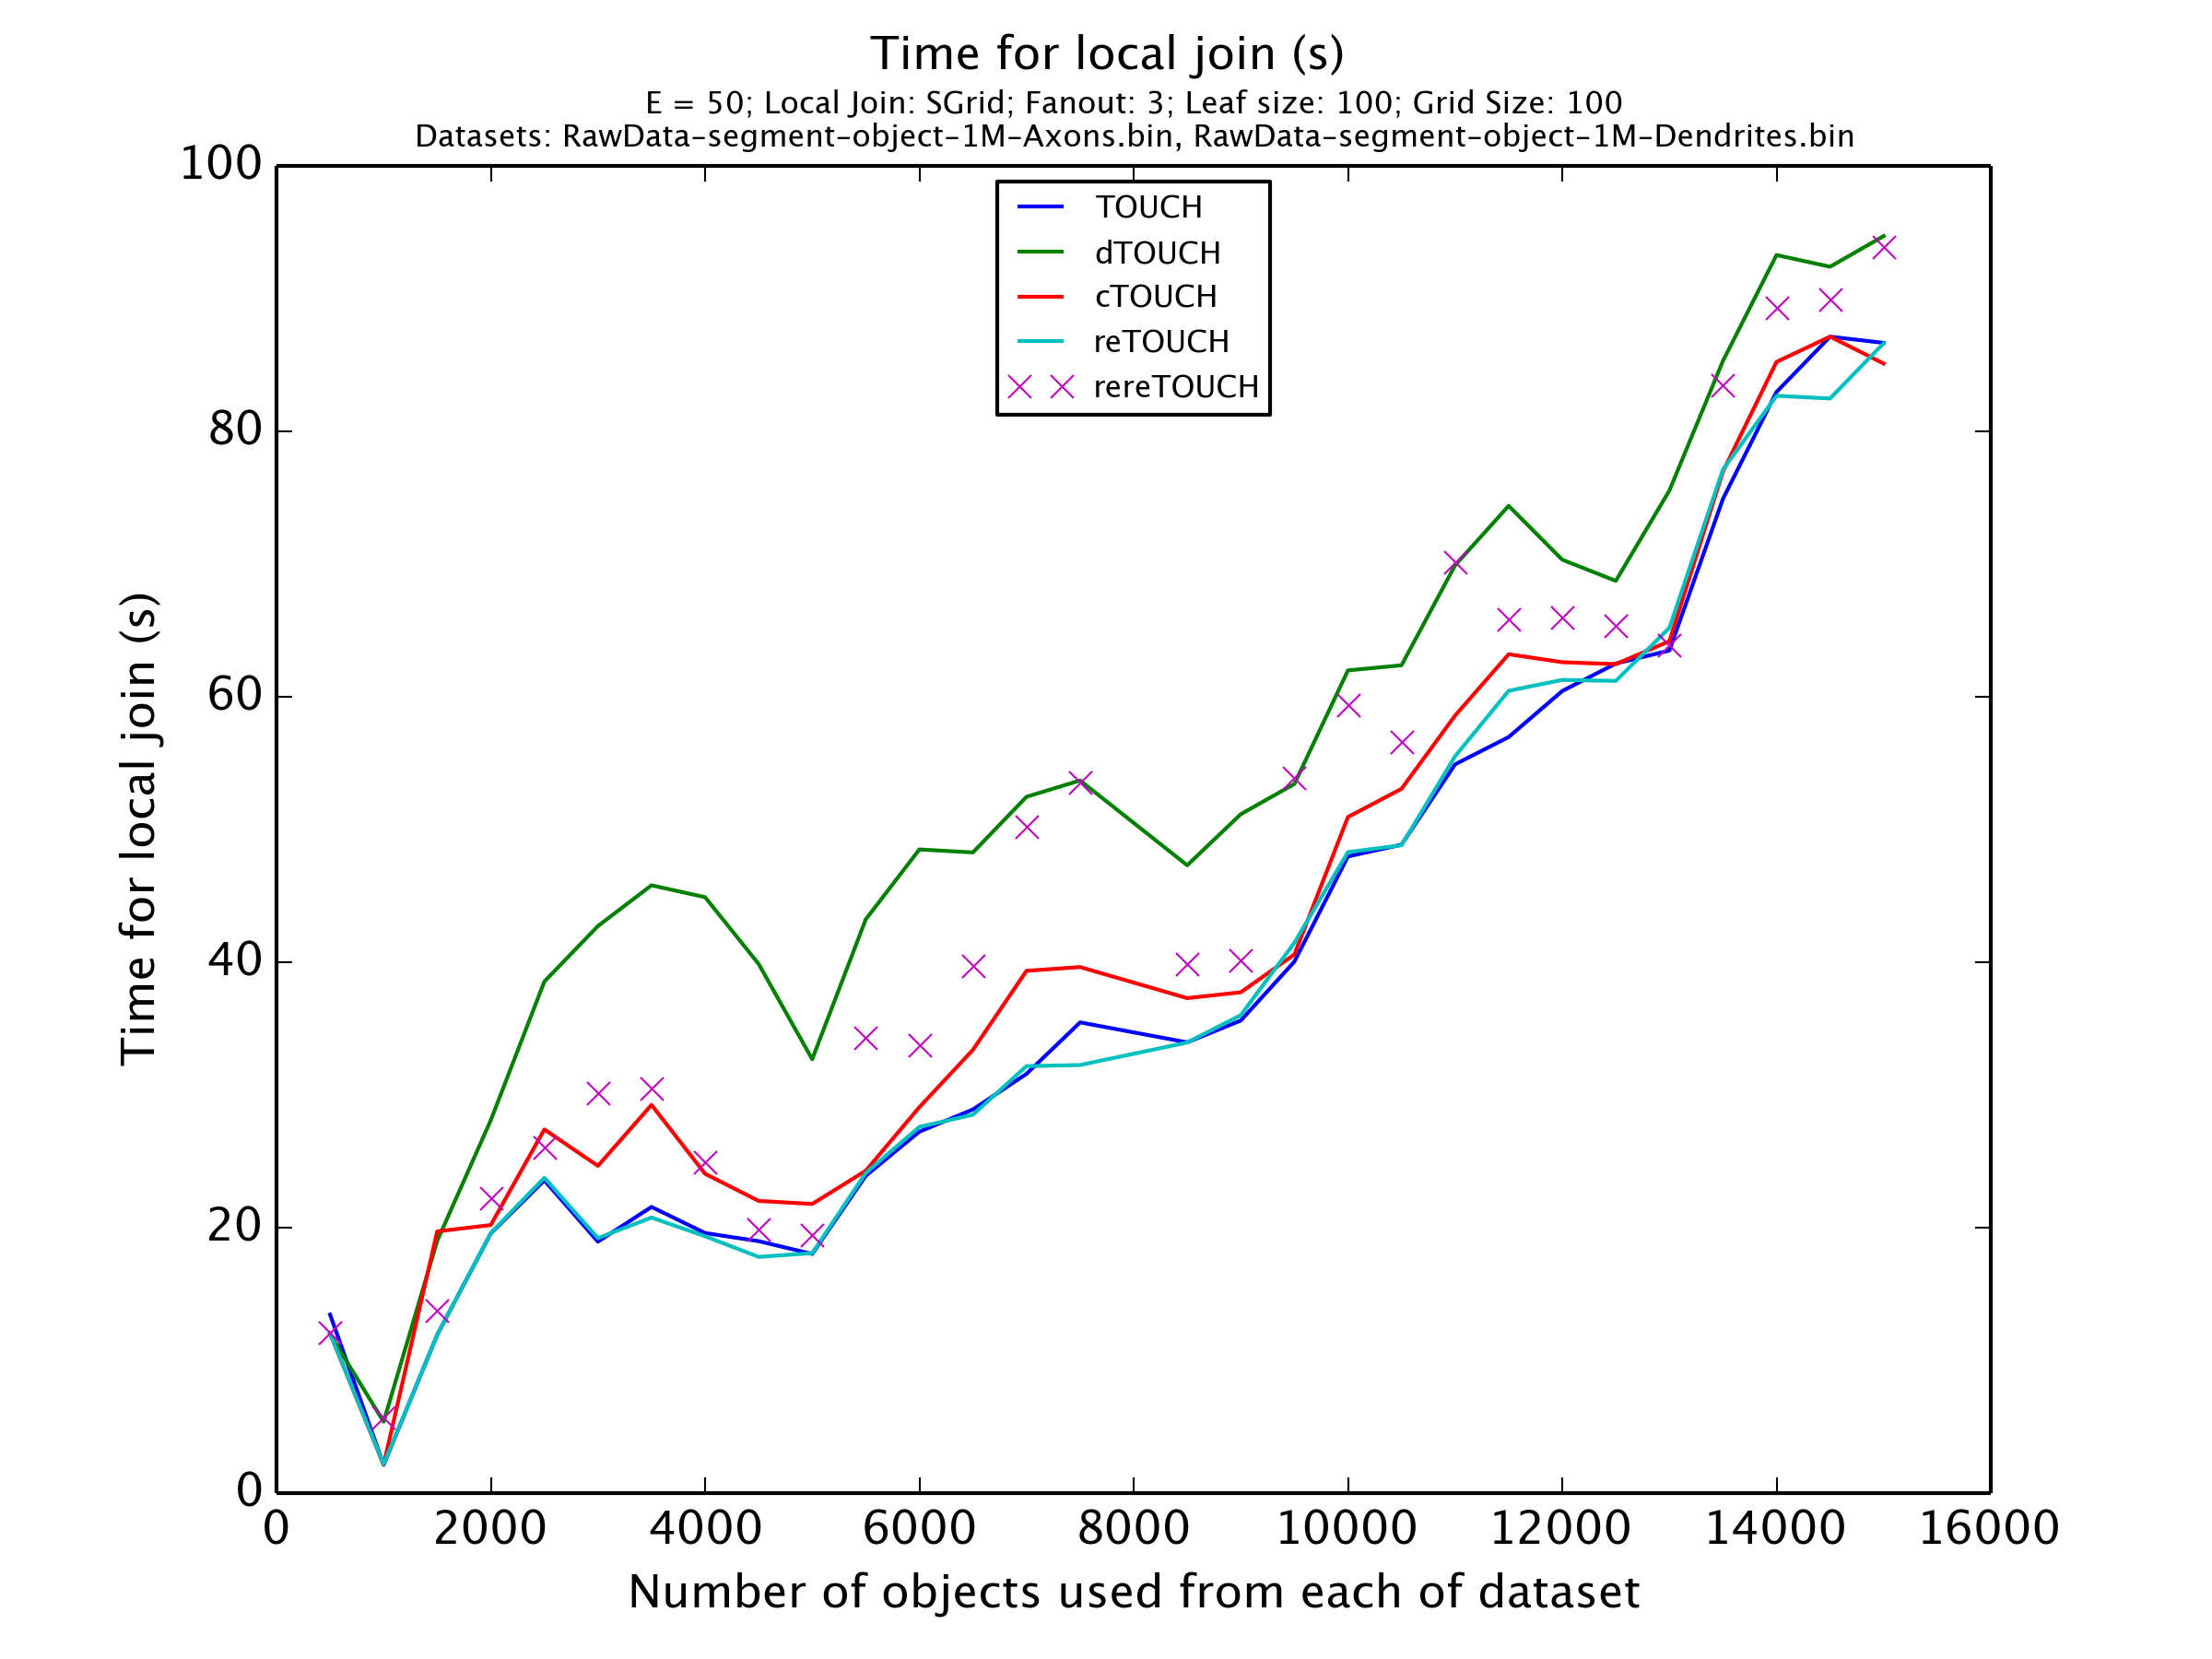 Time for local join (s)
E = 50; Local Join: SGrid; Fanout: 3; Leaf size: 100; Grid Size: 100
Datasets: RawData-segment-object-1M-Axons.bin, RawData-segment-object-1M-Dendrites.bin
TOUCH
dTOUCH
cTOUCH
reTOUCH
rereTOUCH
Time for local join (s)
100
80
60
40
20
0
0 2000 4000 6000 8000 10000 12000 14000 16000
Number of objects used from each of dataset